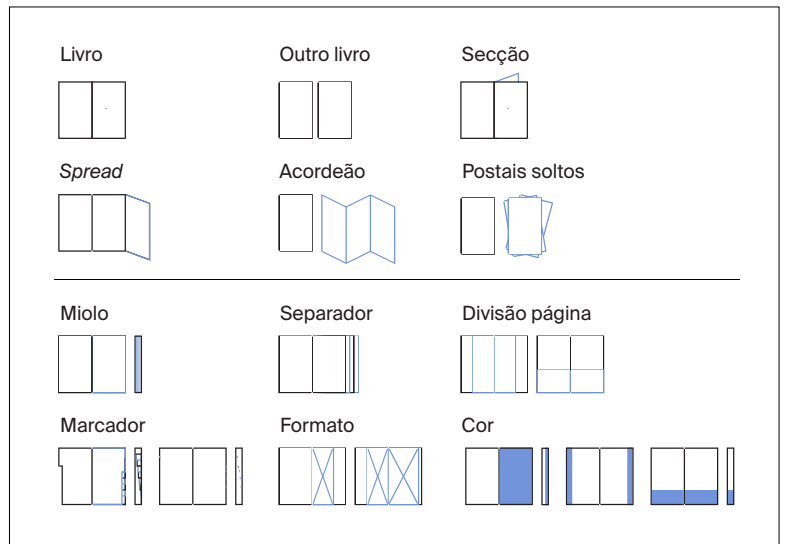 Livro
Outro livro
Secção
Spread
Acordeão
Postais soltos
Miolo
Separador
Divisão página
Marcador
Formato
Cor